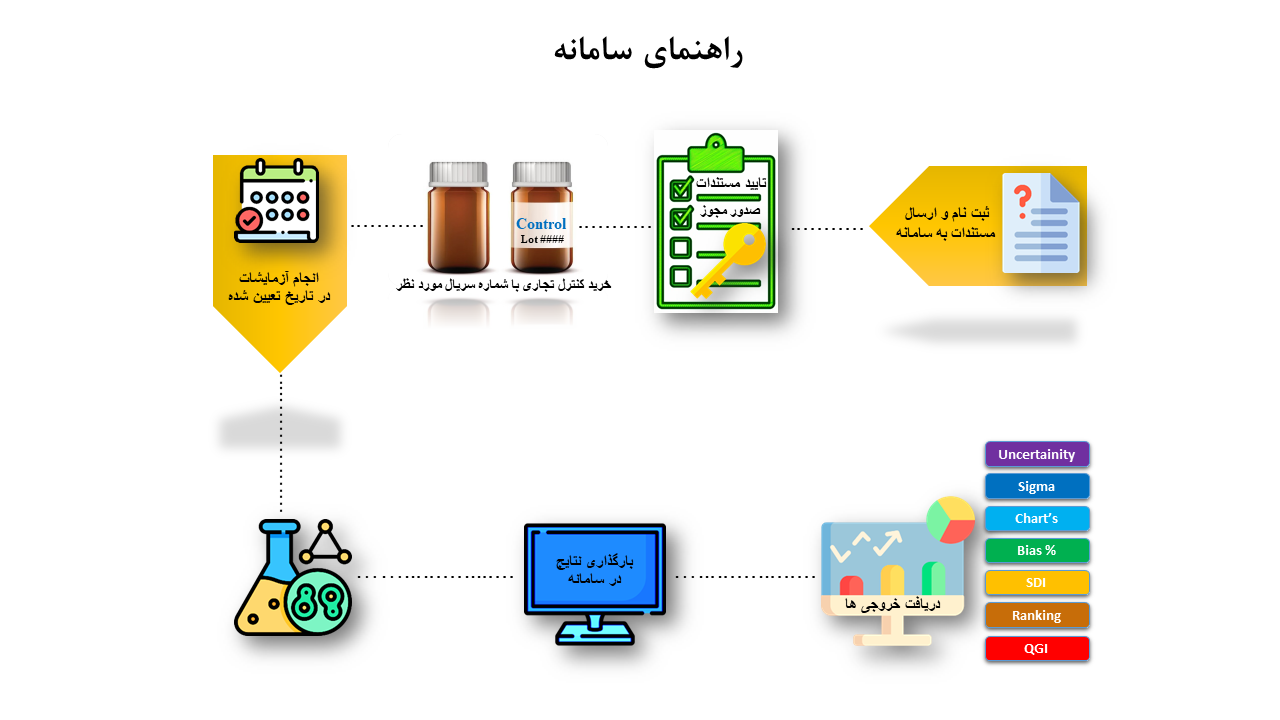 راهنمای سامانه
ثبت نام و ارسال
مستندات به سامانه
تایید مستندات
صدور مجوز
Control
Lot ####
خرید کنترل تجاری با شماره سریال مورد نظر
انجام آزمایشات
در تاریخ تعیین شده
بارگذاری نتایج
در سامانه
دریافت خروجی ها
Uncertainity
Sigma
Chart’s
Bias %
SDI
Ranking
QGI